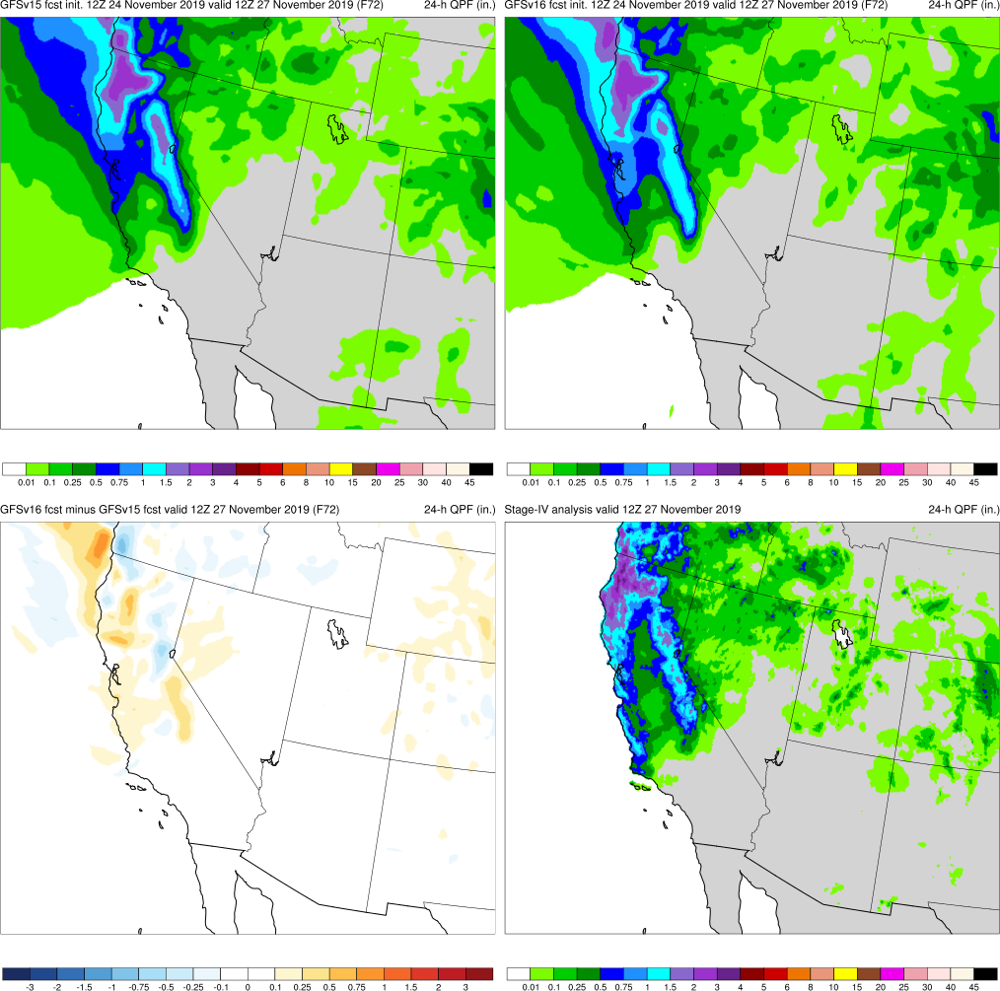 GFSv15 fcst init. 12Z 24 November 2019 valid 12Z 27 November 2019 (F72) 24-h QPF (in.)
GFSv16 fcst init. 12Z 24 November 2019 valid 12Z 27 November 2019 (F72) 24-h QPF (in.)
0.01 0.1 0.25 0.5 0.75 1 1.5 2 3 4 5 6 8 10 15 20 25 30 40 45
0.01 0.1 0.25 0.5 0.75 1 1.5 2 3 4 5 6 8 10 15 20 25 30 40 45
GFSv16 fcst minus GFSv15 fcst valid 12Z 27 November 2019 (F72) 24-h QPF (in.)
Stage-IV analysis valid 12Z 27 November 2019 24-h QPF (in.)
-3 -2 -1.5 -1 -0.75 -0.5 -0.25 -0.1 0 0.1 0.25 0.5 0.75 1 1.5 2 3
0.01 0.1 0.25 0.5 0.75 1 1.5 2 3 4 5 6 8 10 15 20 25 30 40 45